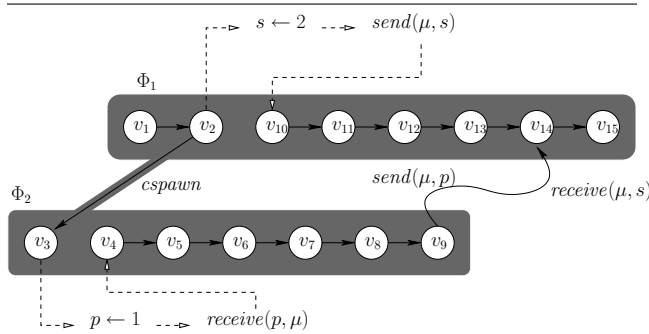 s ← 2 send(μ, s)
Φ₁
v₁ v₂ v₁₀ v₁₁ v₁₂ v₁₃ v₁₄ v₁₅
cspawn send(μ, p) receive(μ, s)
Φ₂
v₃ v₄ v₅ v₆ v₇ v₈ v₉
p ← 1 receive(p, μ)